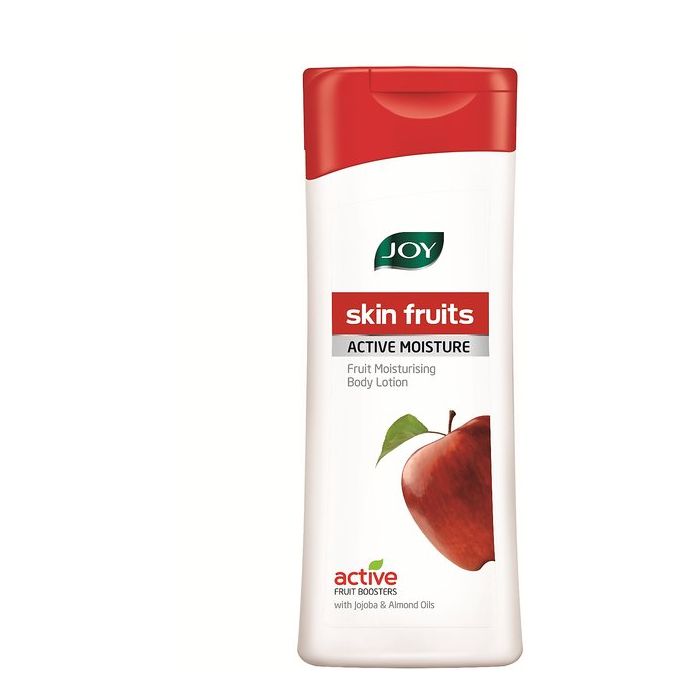 JOY
skin fruits
ACTIVE MOISTURE
Fruit Moisturising
Body Lotion
active
FRUIT BOOSTERS
with Jojoba & Almond Oils